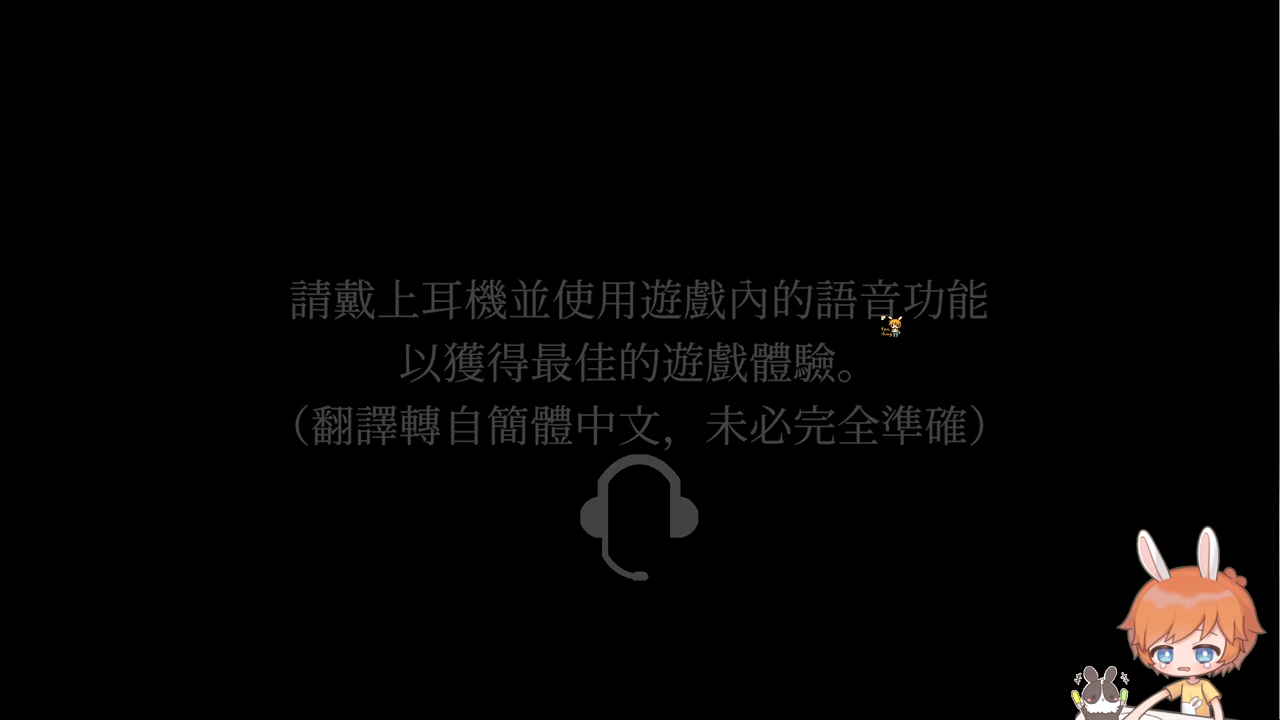 請戴上耳機並使用遊戲內的語音功能
以獲得最佳的遊戲體驗。
（翻譯轉自簡體中文，未必完全準確）